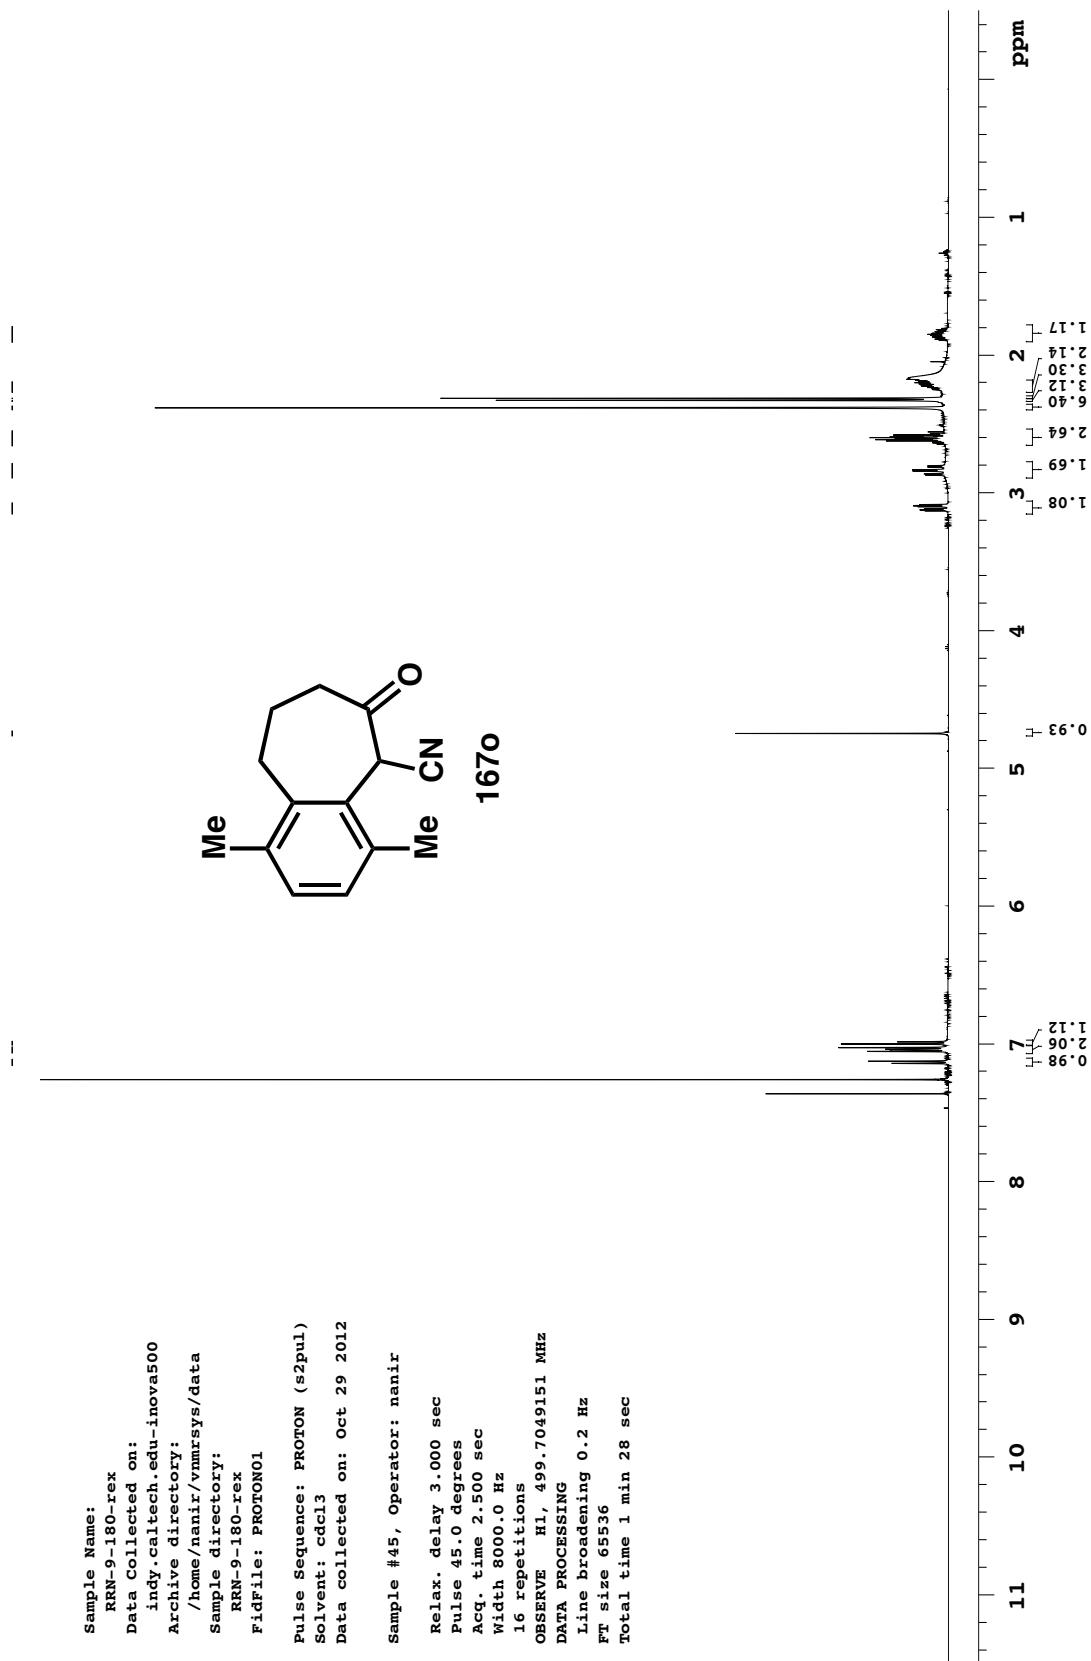 Sample Name:
RRN-9-180-rex
Data Collected on:
indy.caltech.edu-inova500
Archive directory:
/home/nanir/vnmrsys/data
Sample directory:
RRN-9-180-rex
FidFile: PROTON01
Pulse Sequence: PROTON (s2pul)
Solvent: cdcl3
Data collected on: Oct 29 2012
Sample #45, Operator: nanir
Relax. delay 3.000 sec
Pulse 45.0 degrees
Acq. time 2.500 sec
Width 8000.0 Hz
16 repetitions
OBSERVE H1, 499.7049151 MHz
DATA PROCESSING
Line broadening 0.2 Hz
FT size 65536
Total time 1 min 28 sec
Me
O
CN
Me
167o
11 10 9 8 7 6 5 4 3 2 1 ppm
0.98
2.06
1.12
0.93
1.08
1.69
2.64
6.40
3.12
3.30
2.14
1.17